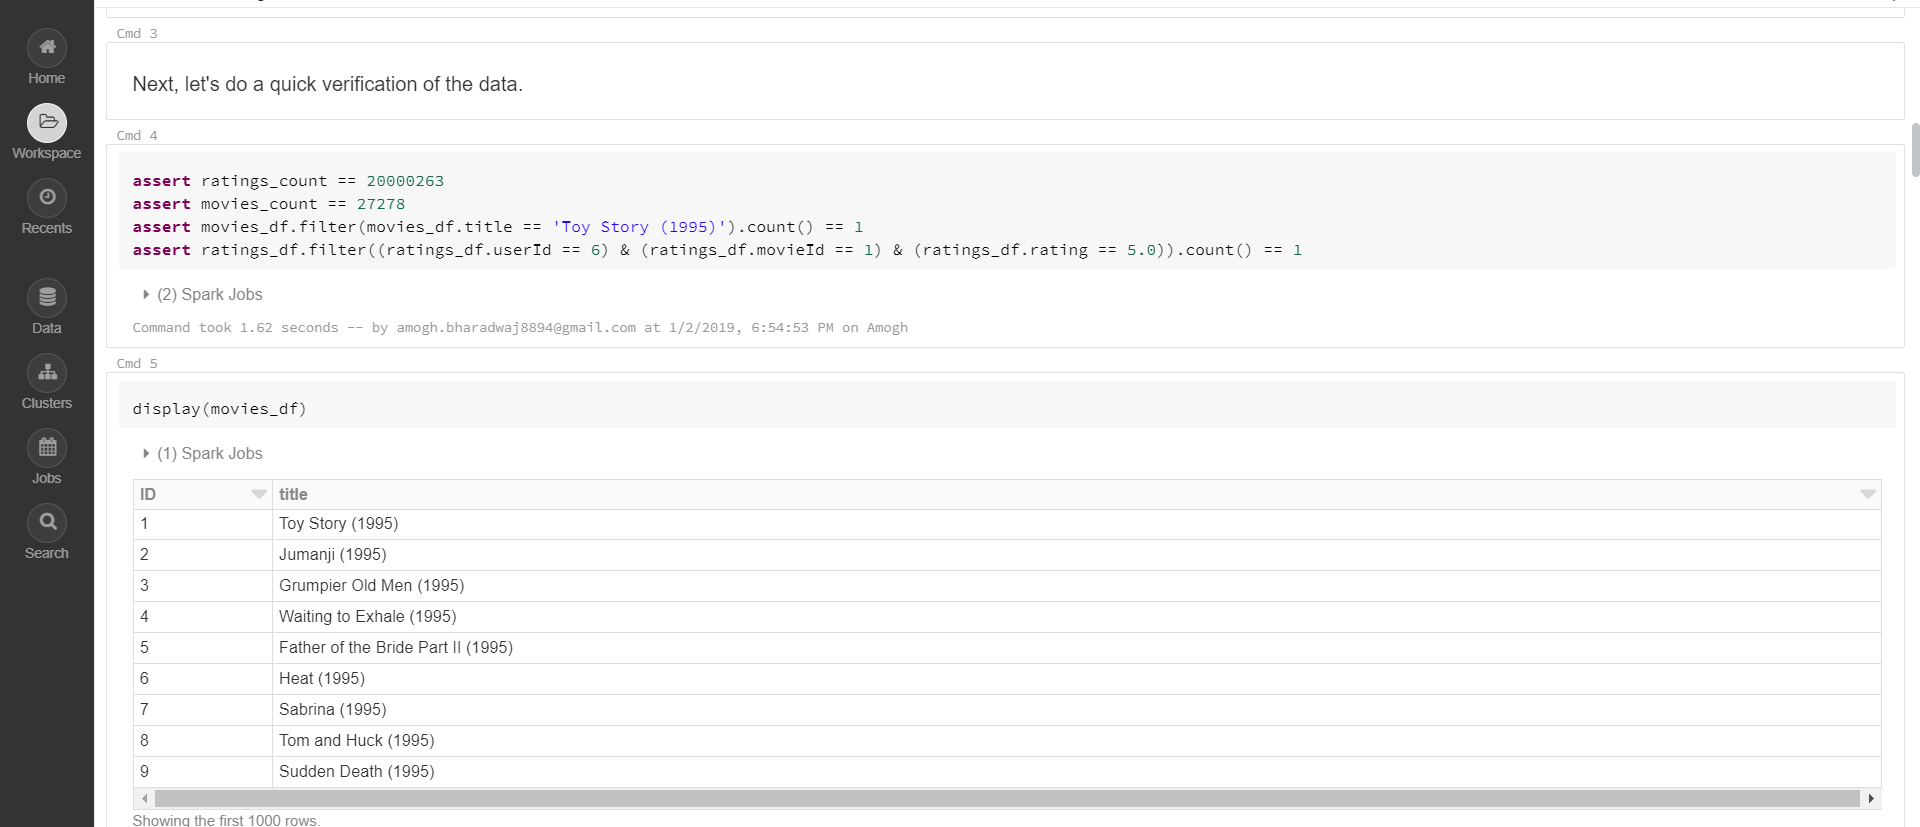 Home
Workspace
Recents
Data
Clusters
Jobs
Search
Cmd 3
Next, let's do a quick verification of the data.
Cmd 4
assert ratings_count == 20000263
assert movies_count == 27278
assert movies_df.filter(movies_df.title == 'Toy Story (1995)').count() == 1
assert ratings_df.filter((ratings_df.userId == 6) & (ratings_df.movieId == 1) & (ratings_df.rating == 5.0)).count() == 1
(2) Spark Jobs
Command took 1.62 seconds -- by amogh.bharadwaj8894@gmail.com at 1/2/2019, 6:54:53 PM on Amogh
Cmd 5
display(movies_df)
(1) Spark Jobs
ID title
1 Toy Story (1995)
2 Jumanji (1995)
3 Grumpier Old Men (1995)
4 Waiting to Exhale (1995)
5 Father of the Bride Part II (1995)
6 Heat (1995)
7 Sabrina (1995)
8 Tom and Huck (1995)
9 Sudden Death (1995)
Showing the first 1000 rows.